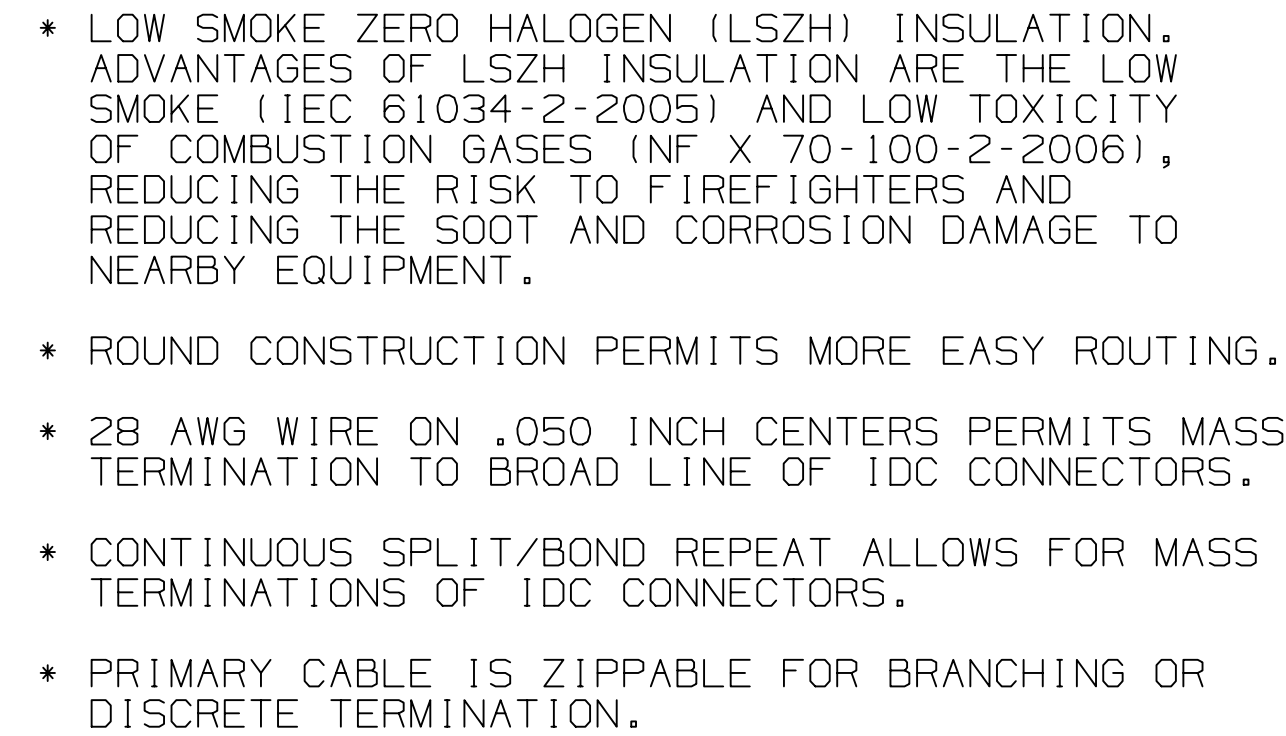 * LOW SMOKE ZERO HALOGEN (LSZH) INSULATION.
ADVANTAGES OF LSZH INSULATION ARE THE LOW
SMOKE (IEC 61034-2-2005) AND LOW TOXICITY
OF COMBUSTION GASES (NF X 70-100-2-2006),
REDUCING THE RISK TO FIREFIGHTERS AND
REDUCING THE SOOT AND CORROSION DAMAGE TO
NEARBY EQUIPMENT.
* ROUND CONSTRUCTION PERMITS MORE EASY ROUTING.
* 28 AWG WIRE ON .050 INCH CENTERS PERMITS MASS
TERMINATION TO BROAD LINE OF IDC CONNECTORS.
* CONTINUOUS SPLIT/BOND REPEAT ALLOWS FOR MASS
TERMINATIONS OF IDC CONNECTORS.
* PRIMARY CABLE IS ZIPPABLE FOR BRANCHING OR
DISCRETE TERMINATION.